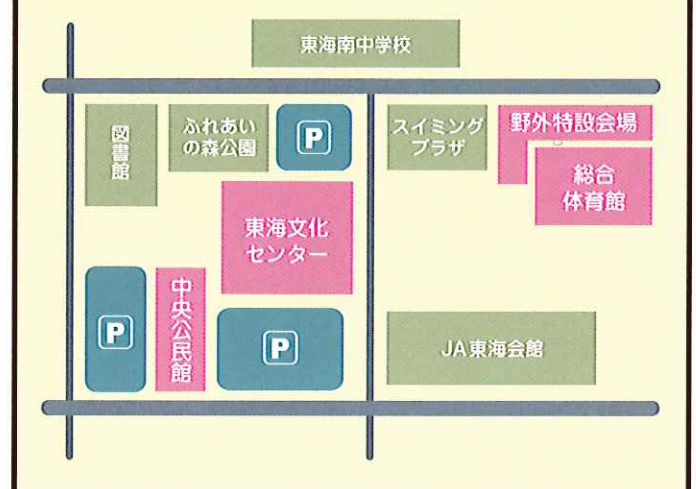 東海南中学校
図書館
ふれあい
の森公園
P
スイミング
プラザ
野外特設会場
総合
体育館
東海文化
センター
P
中央公民館
P
JA東海会館